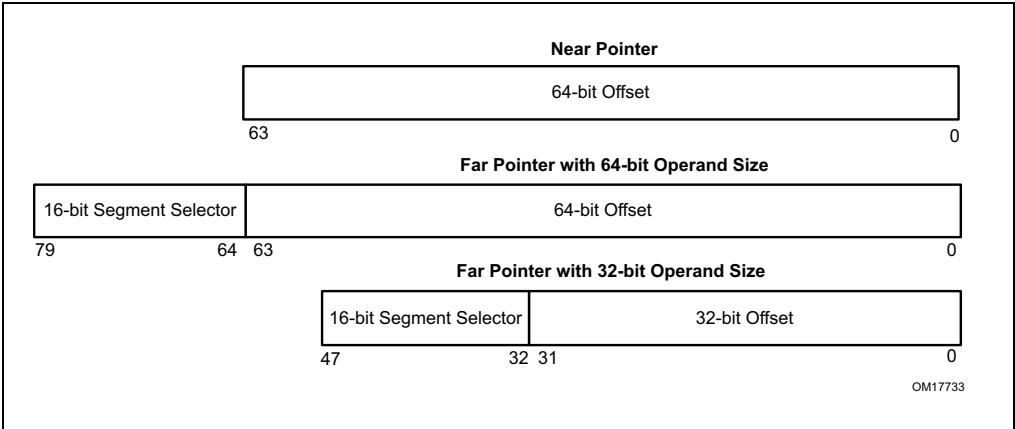 Near Pointer
64-bit Offset
63 0
Far Pointer with 64-bit Operand Size
16-bit Segment Selector 64-bit Offset
79 64 63 0
Far Pointer with 32-bit Operand Size
16-bit Segment Selector 32-bit Offset
47 32 31 0
OM17733